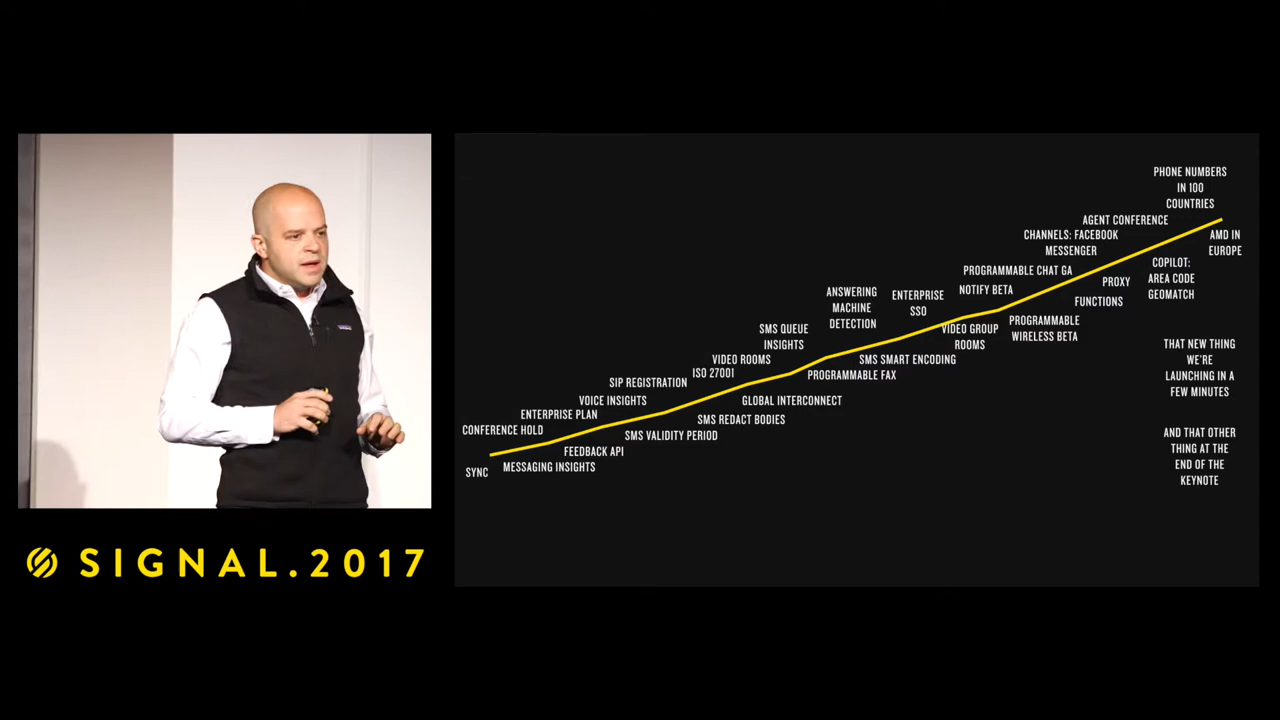 SIGNAL.2017
PHONE NUMBERS
IN 100
COUNTRIES
AGENT CONFERENCE
CHANNELS: FACEBOOK
MESSENGER
AMD IN
EUROPE
COPILOT:
AREA CODE
GEOMATCH
PROGRAMMABLE CHAT GA
PROXY
NOTIFY BETA
FUNCTIONS
ANSWERING
MACHINE
DETECTION
ENTERPRISE
SSO
PROGRAMMABLE
WIRELESS BETA
VIDEO GROUP
ROOMS
SMS QUEUE
INSIGHTS
SMS SMART ENCODING
VIDEO ROOMS
ISO 27001
PROGRAMMABLE FAX
SIP REGISTRATION
VOICE INSIGHTS
GLOBAL INTERCONNECT
ENTERPRISE PLAN
SMS REDACT BODIES
CONFERENCE HOLD
SMS VALIDITY PERIOD
FEEDBACK API
MESSAGING INSIGHTS
SYNC
THAT NEW THING
WE'RE
LAUNCHING IN A
FEW MINUTES
AND THAT OTHER
THING AT THE
END OF THE
KEYNOTE